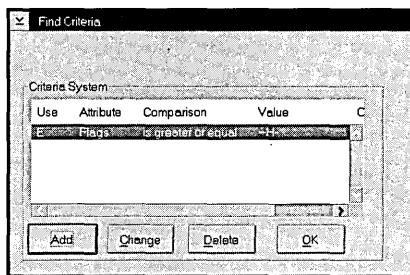 Find Criteria
Criteria System
Use Attribute Comparison Value C
E Flags Is greater or equal --H-
Add Change Delete OK